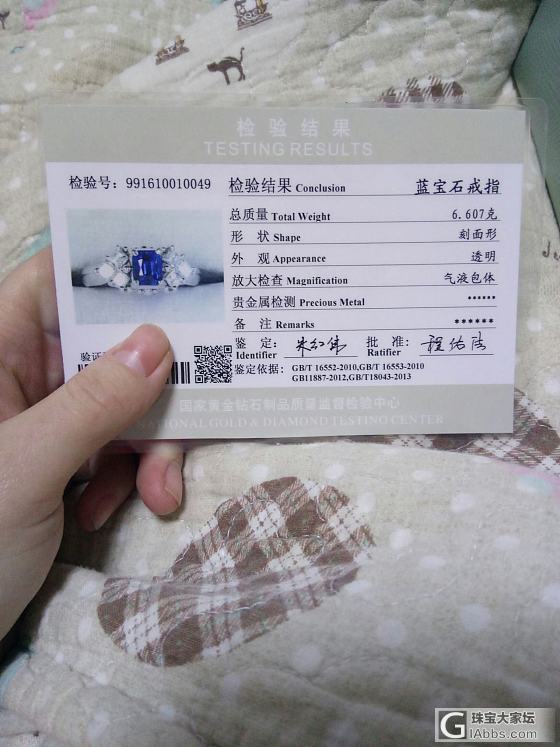 检验结果
TESTING RESULTS
检验号: 991610010049
检验结果 Conclusion 蓝宝石戒指
总质量 Total Weight 6.607克
形 状 Shape 刻面形
外 观 Appearance 透明
放大检查 Magnification 气液包体
贵金属检测 Precious Metal ******
备 注 Remarks ******
鉴 定: Identifier 批 准: Ratifier
鉴定依据: GB/T 16552-2010,GB/T 16553-2010
GB11887-2012,GB/T18043-2013
验证
国家黄金钻石制品质量监督检验中心
NATIONAL GOLD & DIAMOND TESTING CENTER
G 珠宝大家坛
GIAbbs.com